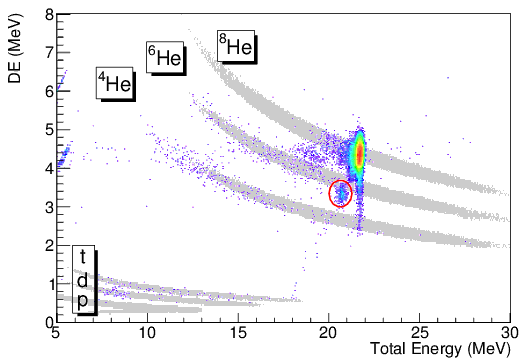 DE (MeV)
8
7
6
5
4
3
2
1
0
⁸He
⁶He
⁴He
t
d
p
5 10 15 20 25 30
Total Energy (MeV)